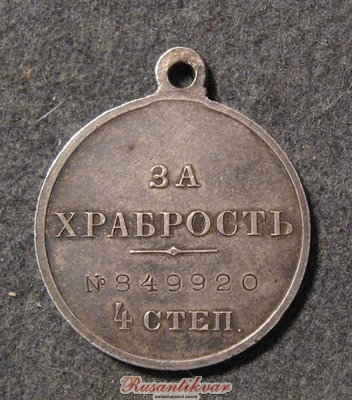 ЗА
ХРАБРОСТЬ
№849920
4 СТЕП.
Rusantikvar